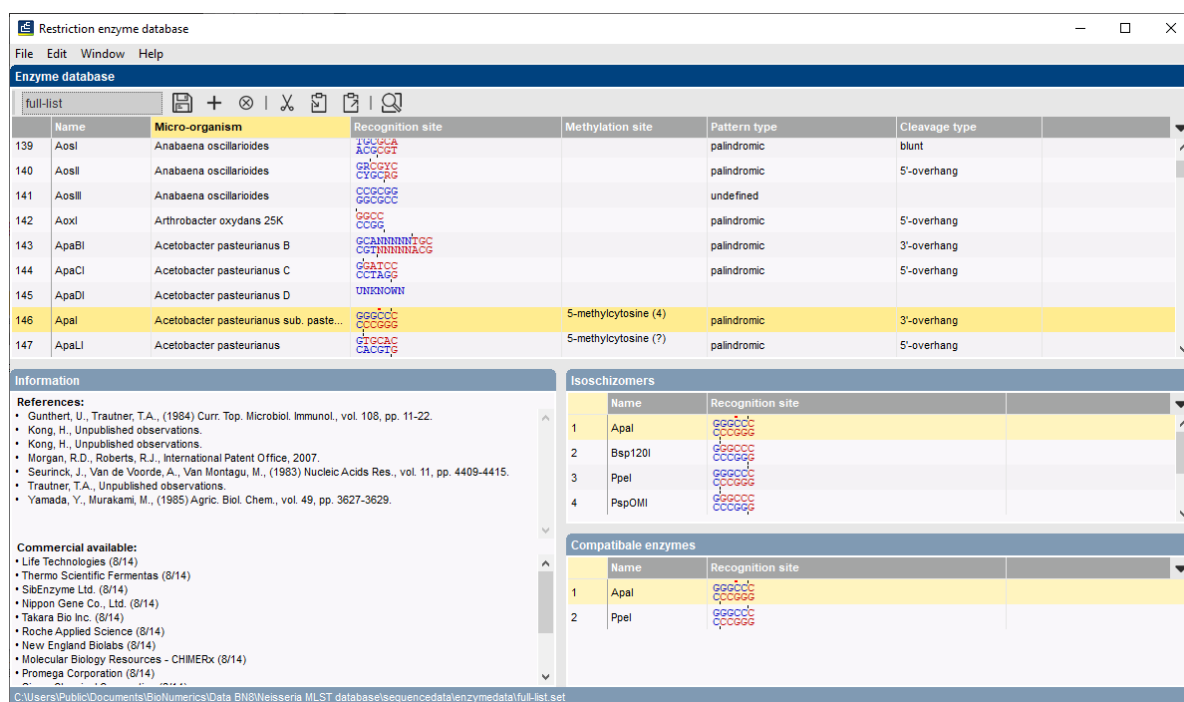 Restriction enzyme database
File Edit Window Help
Enzyme database
full-list
Name Micro-organism Recognition site Methylation site Pattern type Cleavage type
139 AosI Anabaena oscillarioides TGCGCA palindromic blunt
ACGCGT
140 AosII Anabaena oscillarioides GRCGYC palindromic 5'-overhang
CYGCRG
141 AosIII Anabaena oscillarioides CCGCGG undefined
GGCGCC
142 AoxI Arthrobacter oxydans 25K GGCC palindromic 5'-overhang
CCGG
143 ApaBI Acetobacter pasteurianus B GCANNNNNTGC palindromic 3'-overhang
CGTNNNNNACG
144 ApaCI Acetobacter pasteurianus C GGATCC palindromic 5'-overhang
CCTAGG
145 ApaDI Acetobacter pasteurianus D UNKNOWN
146 ApaI Acetobacter pasteurianus sub. paste... GGGCCC 5-methylcytosine (4) palindromic 3'-overhang
CCCGGG
147 ApaLI Acetobacter pasteurianus GTGCAC 5-methylcytosine (?) palindromic 5'-overhang
CACGTG
Information
References:
• Gunthert, U., Trautner, T.A., (1984) Curr. Top. Microbiol. Immunol., vol. 108, pp. 11-22.
• Kong, H., Unpublished observations.
• Kong, H., Unpublished observations.
• Morgan, R.D., Roberts, R.J., International Patent Office, 2007.
• Seurinck, J., Van de Voorde, A., Van Montagu, M., (1983) Nucleic Acids Res., vol. 11, pp. 4409-4415.
• Trautner, T.A., Unpublished observations.
• Yamada, Y., Murakami, M., (1985) Agric. Biol. Chem., vol. 49, pp. 3627-3629.
Commercial available:
• Life Technologies (8/14)
• Thermo Scientific Fermentas (8/14)
• SibEnzyme Ltd. (8/14)
• Nippon Gene Co., Ltd. (8/14)
• Takara Bio Inc. (8/14)
• Roche Applied Science (8/14)
• New England Biolabs (8/14)
• Molecular Biology Resources - CHIMERx (8/14)
• Promega Corporation (8/14)
Isoschizomers
Name Recognition site
1 ApaI GGGCCC
CCCGGG
2 Bsp120I GGGCCC
CCCGGG
3 PpeI GGGCCC
CCCGGG
4 PspOMI GGGCCC
CCCGGG
Compatibale enzymes
Name Recognition site
1 ApaI GGGCCC
CCCGGG
2 PpeI GGGCCC
CCCGGG
C:\Users\Public\Documents\BioNumerics\Data BN8\Neisseria MLST database\sequencedata\enzymedata\full-list.set